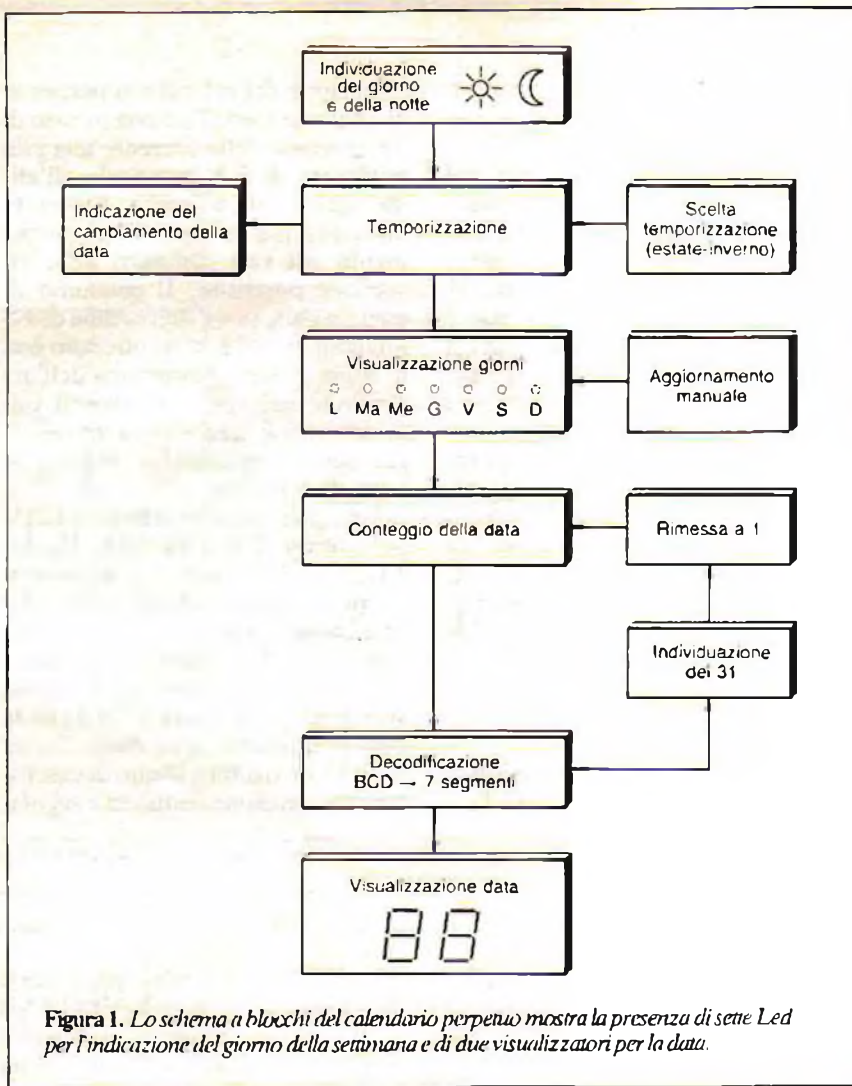 Individuazione
del giorno
e della notte
Indicazione del
cambiamento della
data
Temporizzazione
Scelta
temporizzazione
(estate-inverno)
Visualizzazione giorni
L Ma Me G V S D
Aggiornamento
manuale
Conteggio della data
Rimessa a 1
Individuazione
dei 31
Decodificazione
BCD → 7 segmenti
Visualizzazione data
88
Figura 1. Lo schema a blocchi del calendario perpetuo mostra la presenza di sette Led
per l'indicazione del giorno della settimana e di due visualizzatori per la data.